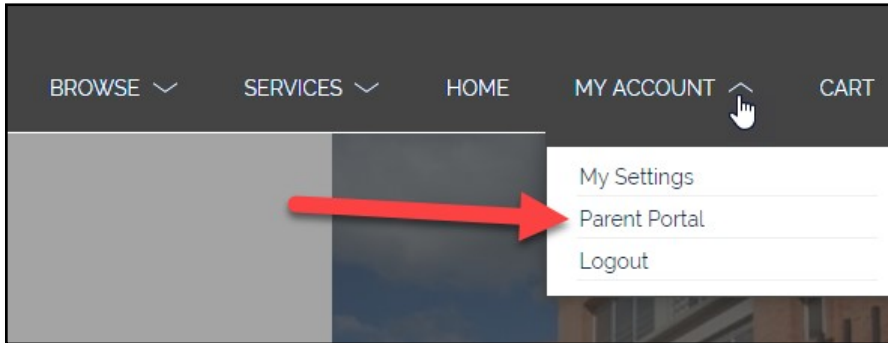 BROWSE SERVICES HOME MY ACCOUNT CART
My Settings
Parent Portal
Logout